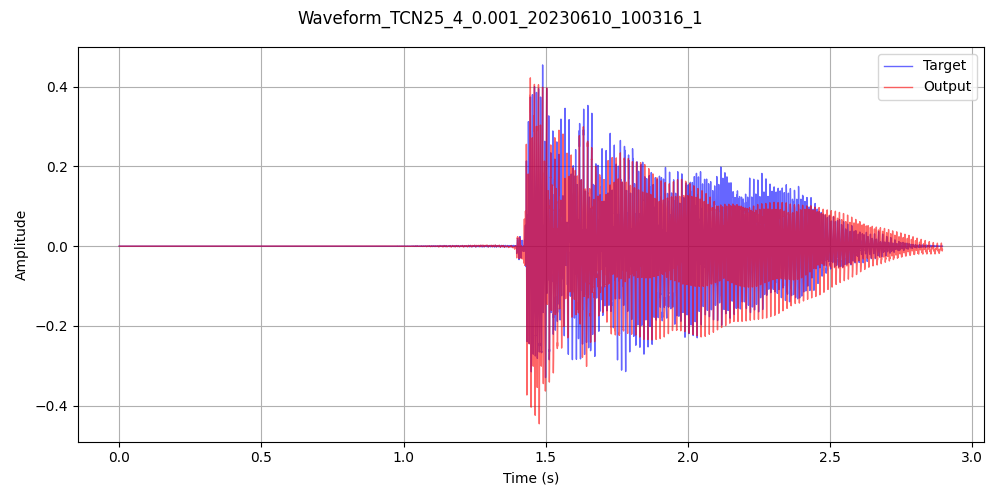 Waveform_TCN25_4_0.001_20230610_100316_1
Target
Output
0.4
0.2
0.0
−0.2
−0.4
Amplitude
0.0 0.5 1.0 1.5 2.0 2.5 3.0
Time (s)